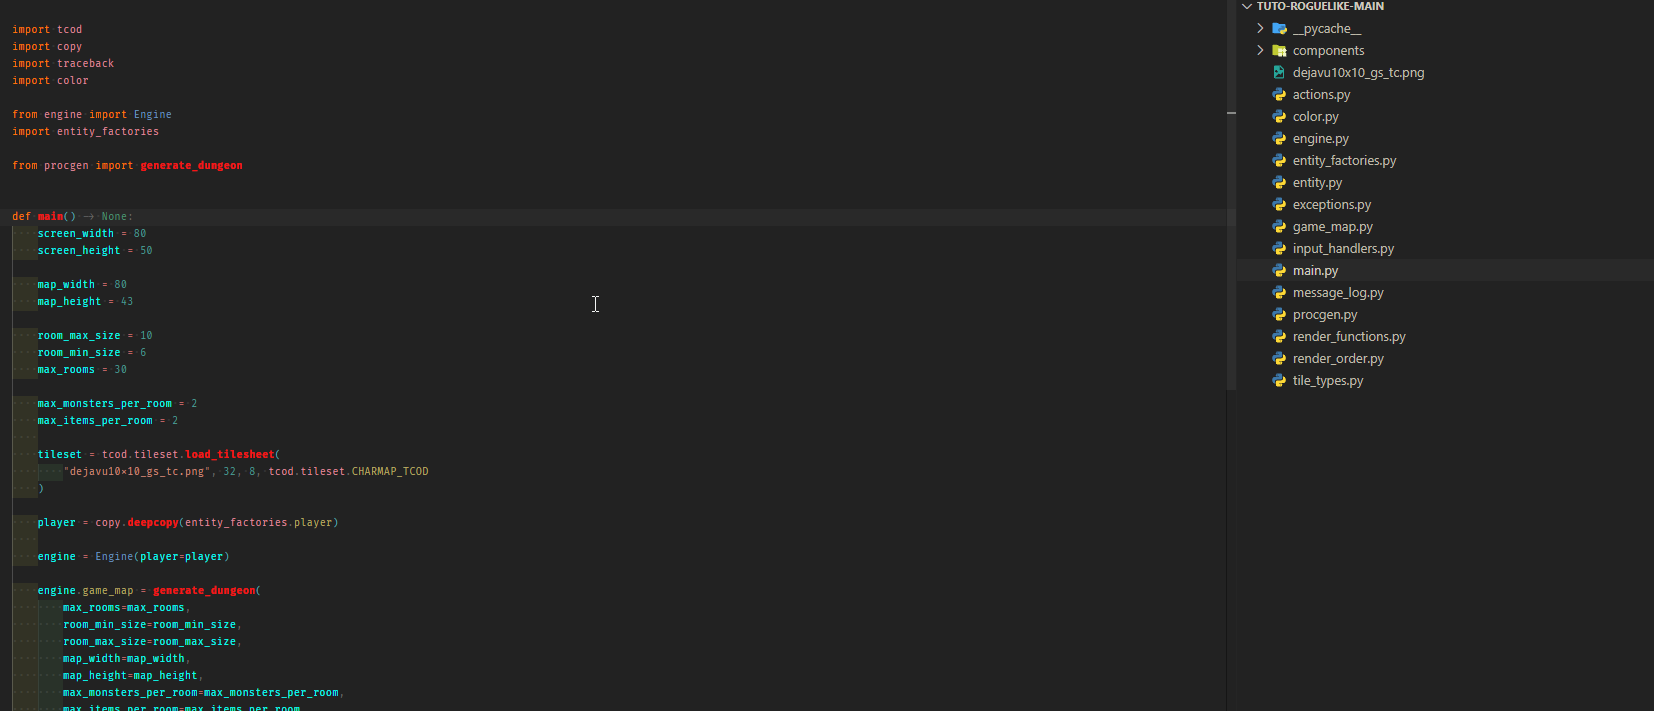 import tcod
import copy
import traceback
import color
from engine import Engine
import entity_factories
from procgen import generate_dungeon
def main() → None:
screen_width = 80
screen_height = 50
map_width = 80
map_height = 43
room_max_size = 10
room_min_size = 6
max_rooms = 30
max_monsters_per_room = 2
max_items_per_room = 2
tileset = tcod.tileset.load_tilesheet(
"dejavu10×10_gs_tc.png", 32, 8, tcod.tileset.CHARMAP_TCOD
)
player = copy.deepcopy(entity_factories.player)
engine = Engine(player=player)
engine.game_map = generate_dungeon(
max_rooms=max_rooms,
room_min_size=room_min_size,
room_max_size=room_max_size,
map_width=map_width,
map_height=map_height,
max_monsters_per_room=max_monsters_per_room,
max_items_per_room=max_items_per_room
TUTO-ROGUELIKE-MAIN
__pycache__
components
dejavu10x10_gs_tc.png
actions.py
color.py
engine.py
entity_factories.py
entity.py
exceptions.py
game_map.py
input_handlers.py
main.py
message_log.py
procgen.py
render_functions.py
render_order.py
tile_types.py